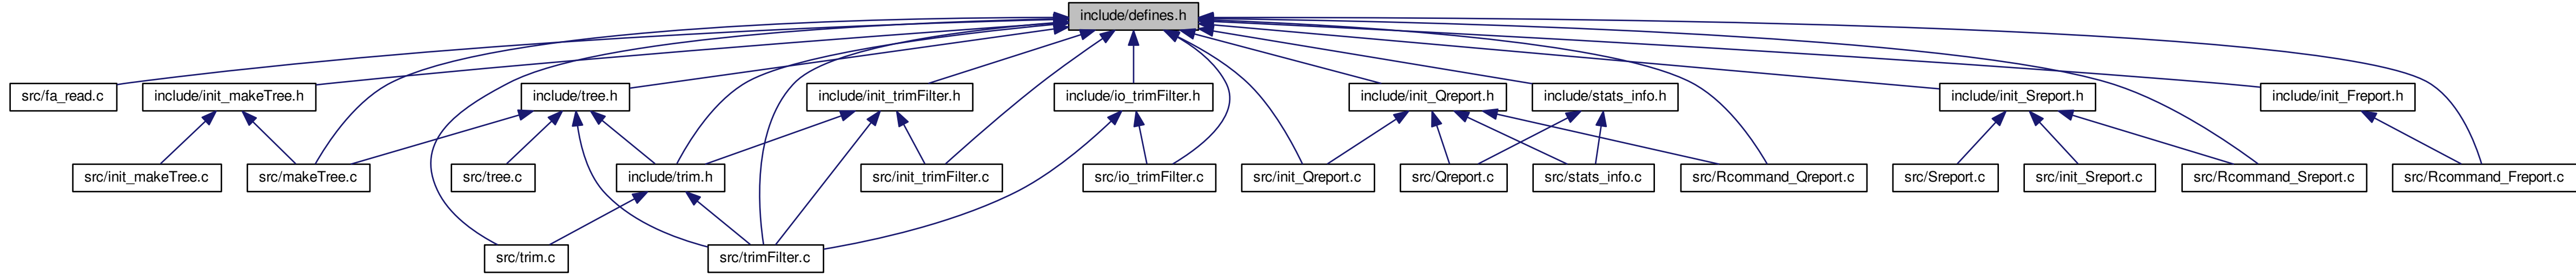 include/defines.h
src/fa_read.c
include/init_makeTree.h
include/tree.h
include/init_trimFilter.h
include/io_trimFilter.h
include/init_Qreport.h
include/stats_info.h
include/init_Sreport.h
include/init_Freport.h
src/init_makeTree.c
src/makeTree.c
src/tree.c
include/trim.h
src/init_trimFilter.c
src/io_trimFilter.c
src/init_Qreport.c
src/Qreport.c
src/stats_info.c
src/Rcommand_Qreport.c
src/Sreport.c
src/init_Sreport.c
src/Rcommand_Sreport.c
src/Rcommand_Freport.c
src/trim.c
src/trimFilter.c